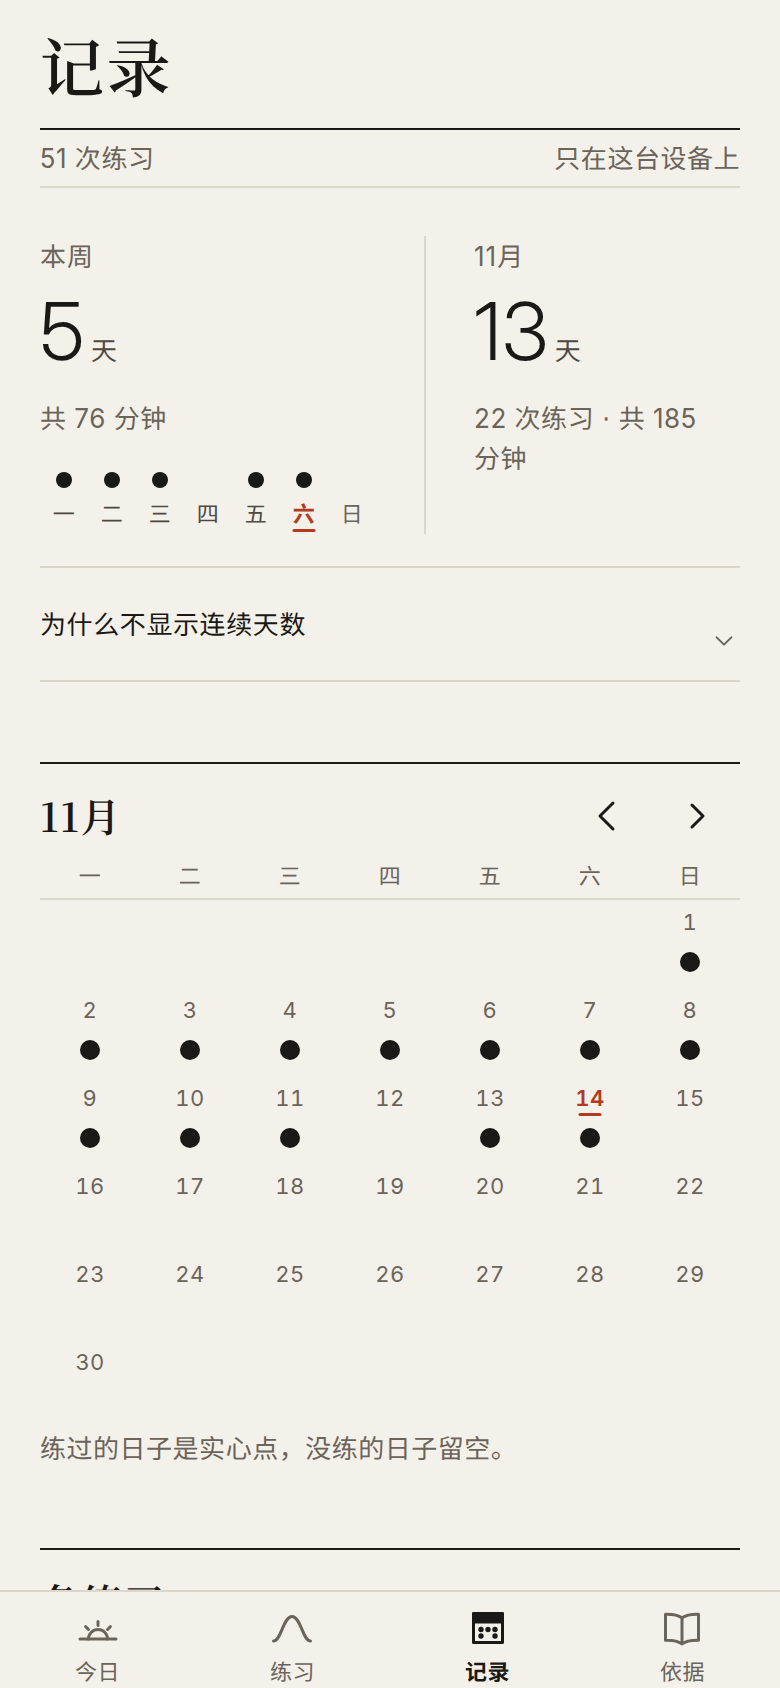 记录
51 次练习
只在这台设备上
本周
5 天
共 76 分钟
一 二 三 四 五 六 日
11月
13 天
22 次练习 · 共 185
分钟
为什么不显示连续天数
11月
一 二 三 四 五 六 日
1
2 3 4 5 6 7 8
9 10 11 12 13 14 15
16 17 18 19 20 21 22
23 24 25 26 27 28 29
30
练过的日子是实心点，没练的日子留空。
今日 练习 记录 依据